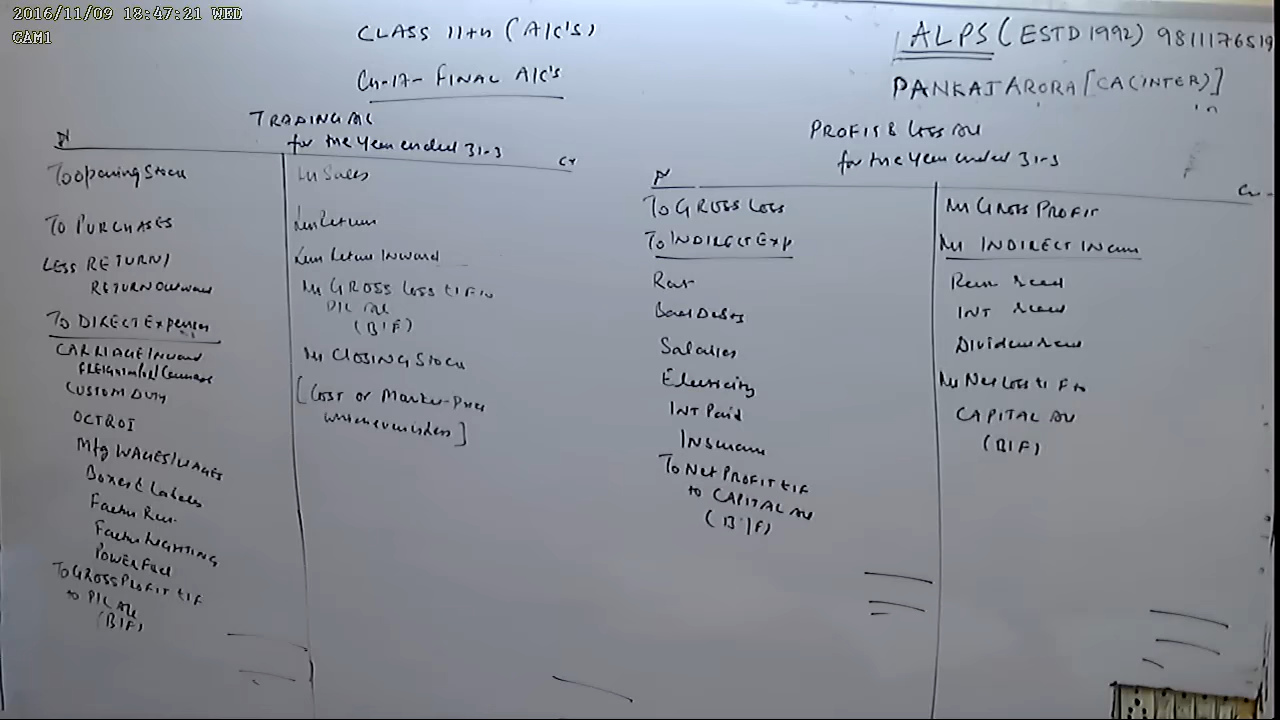 2016/11/09 18:47:21 WED
CAM1
CLASS 11th (A/C'S)
Ch-17- FINAL A/C's
ALPS (ESTD 1992) 9811176519
PANKAJ ARORA [CA(INTER)]
TRADING A/c
for the Year ended 31-3
Dr
Cr
To opening Stock
To PURCHASES
LESS RETURN/
RETURN Outward
To DIRECT Expenses
CARRIAGE Inward
CUSTOM DUTY
OCTROI
Mfg WAGES/WAGES
Boxes & Labels
Factory Rent
Factory LIGHTING
POWER Fuel
To GROSS PROFIT t/f
to P/L A/c
(B/F)
By Sales
Less Return
Less Return Inward
By GROSS Loss t/f to
P/L A/c
(B/F)
By CLOSING Stock
[Cost or Market-Price
whichever is less]
PROFIT & Loss A/c
for the Year ended 31-3
Dr
Cr
To GROSS Loss
To INDIRECT Exp
Rent
Bad Debts
Salaries
Electricity
INT Paid
Insurance
To Net PROFIT t/f
to CAPITAL A/c
(B/F)
By GROSS PROFIT
By INDIRECT Income
Rent recd
INT recd
Dividend recd
By Net Loss t/f to
CAPITAL A/c
(B/F)